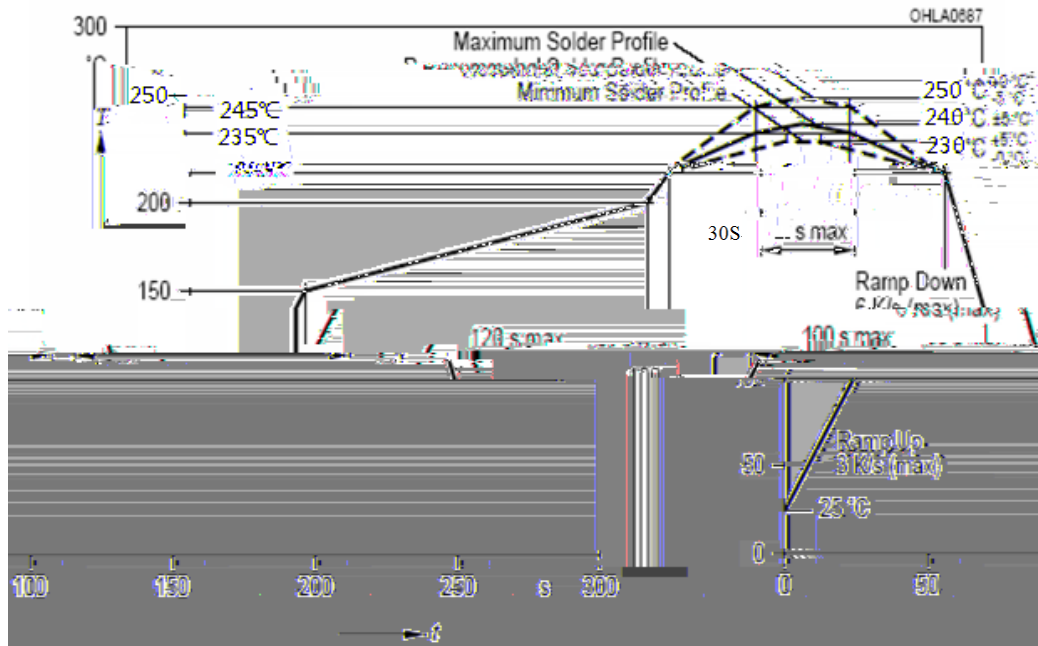 OHLA0687
300
°C
Maximum Solder Profile
Minimum Solder Profile
250
245℃
235℃
T
250 °C
240 °C ±5 °C
230 °C +5 °C
200
30S
s max
150
Ramp Down
120 s max
100 s max
Ramp Up
3 K/s (max)
50
25 °C
0
100
150
200
250
s
300
0
50
t